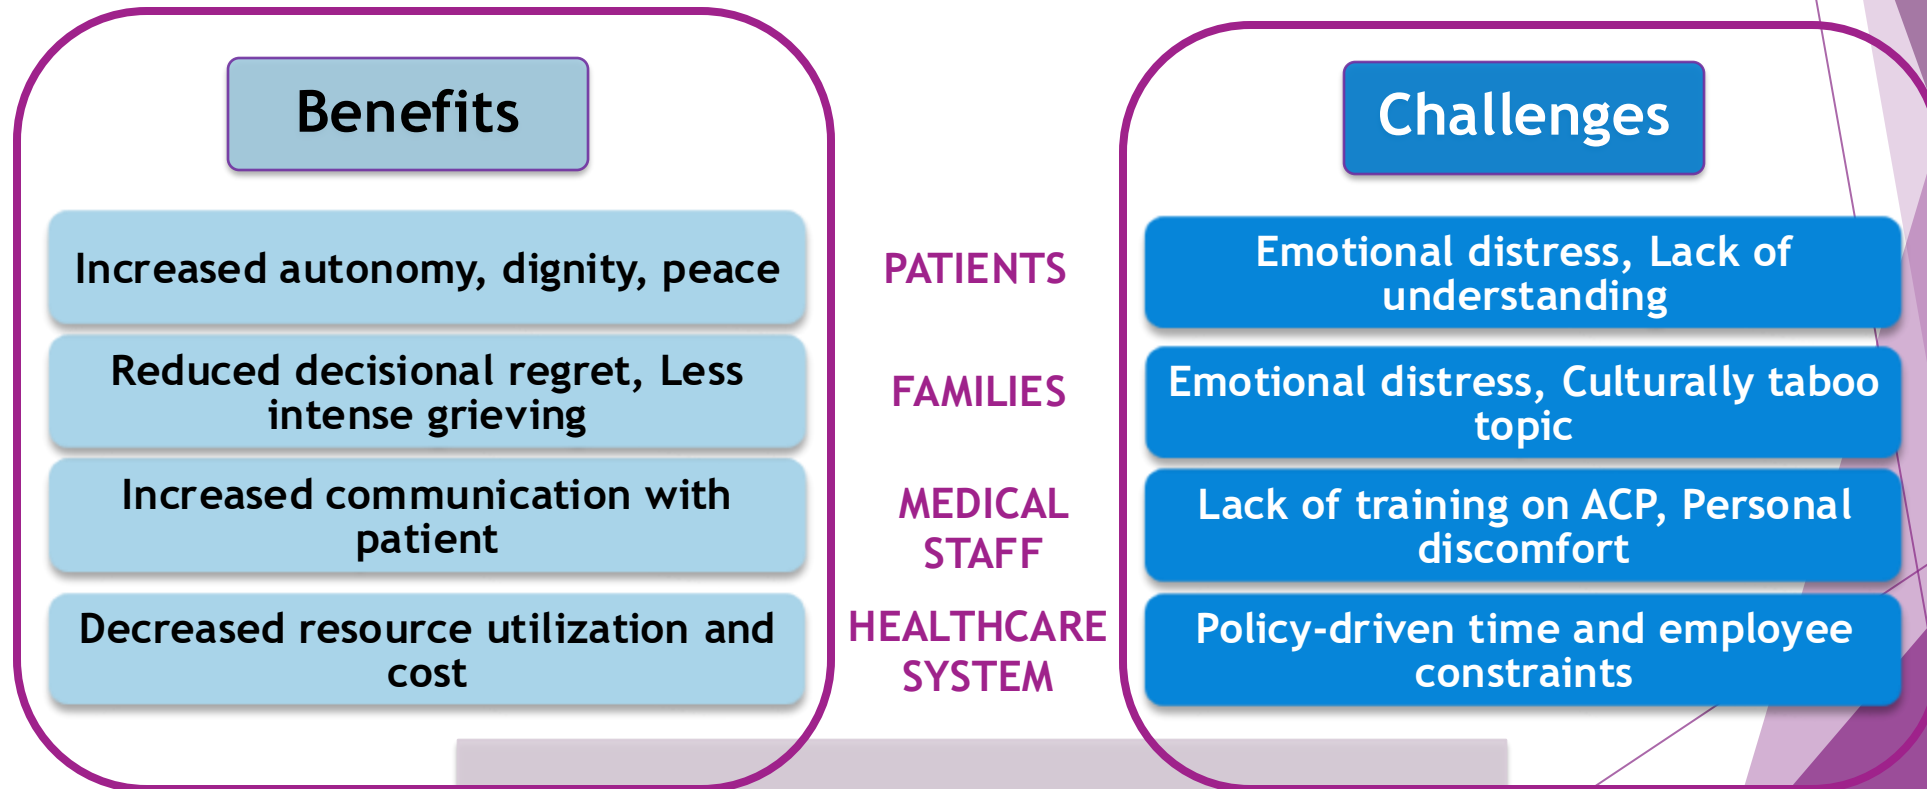 Benefits
Challenges
Increased autonomy, dignity, peace
PATIENTS
Emotional distress, Lack of
understanding
Reduced decisional regret, Less
intense grieving
FAMILIES
Emotional distress, Culturally taboo
topic
Increased communication with
patient
MEDICAL
STAFF
Lack of training on ACP, Personal
discomfort
Decreased resource utilization and
cost
HEALTHCARE
SYSTEM
Policy-driven time and employee
constraints